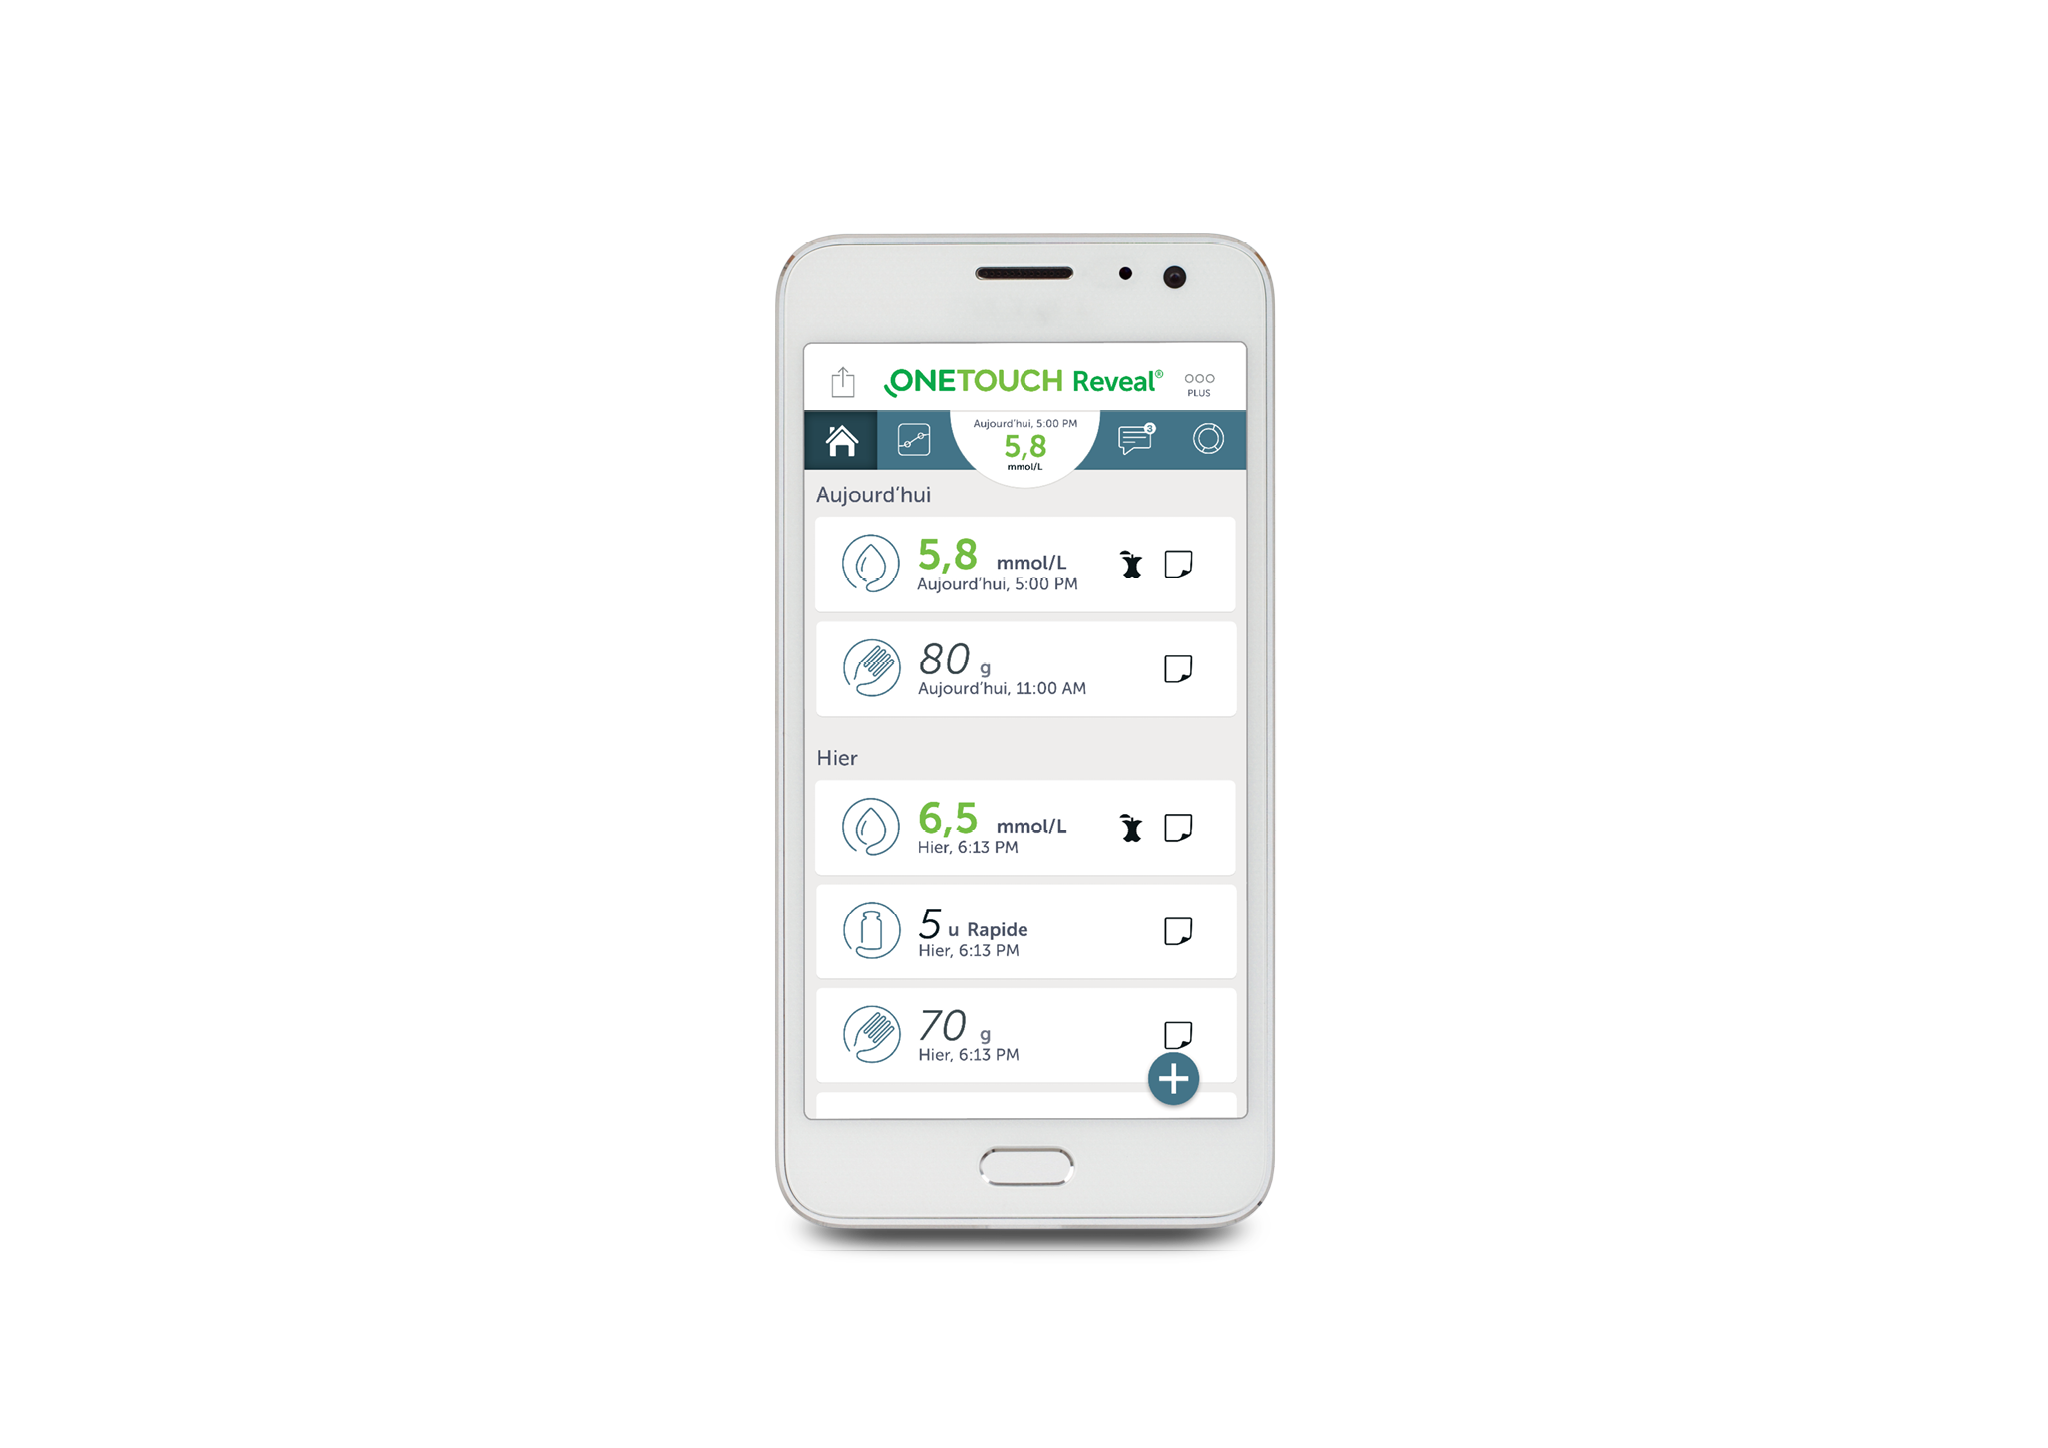 ONETOUCH Reveal®
PLUS
Aujourd'hui, 5:00 PM
5,8
mmol/L
3
Aujourd'hui
5,8 mmol/L
Aujourd'hui, 5:00 PM
80 g
Aujourd'hui, 11:00 AM
Hier
6,5 mmol/L
Hier, 6:13 PM
5 u Rapide
Hier, 6:13 PM
70 g
Hier, 6:13 PM